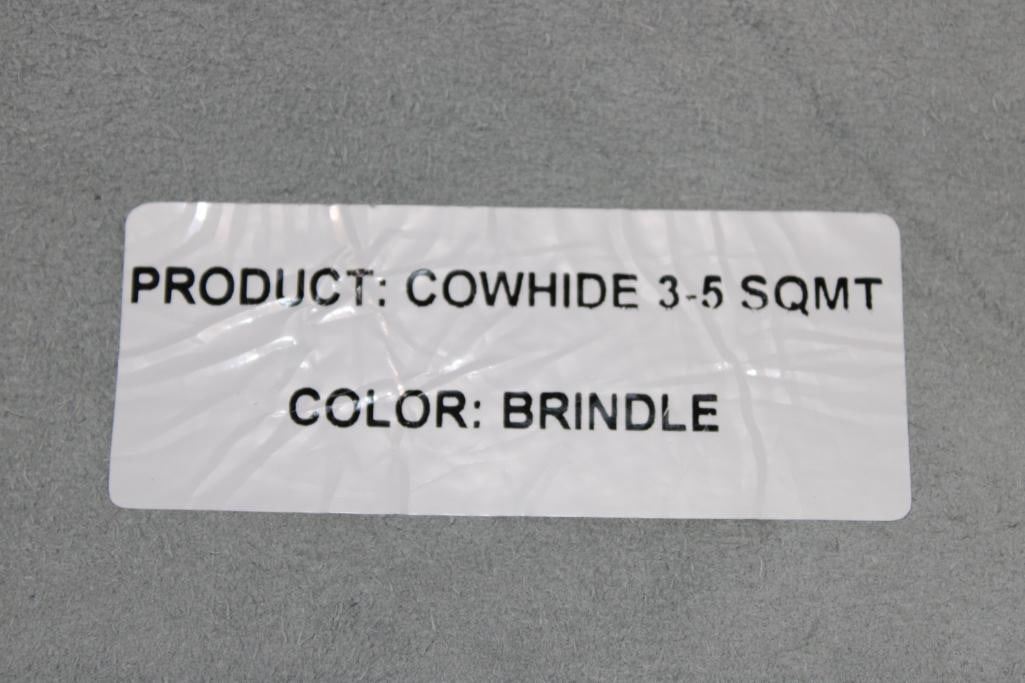 PRODUCT: COWHIDE 3-5 SQMT
COLOR: BRINDLE